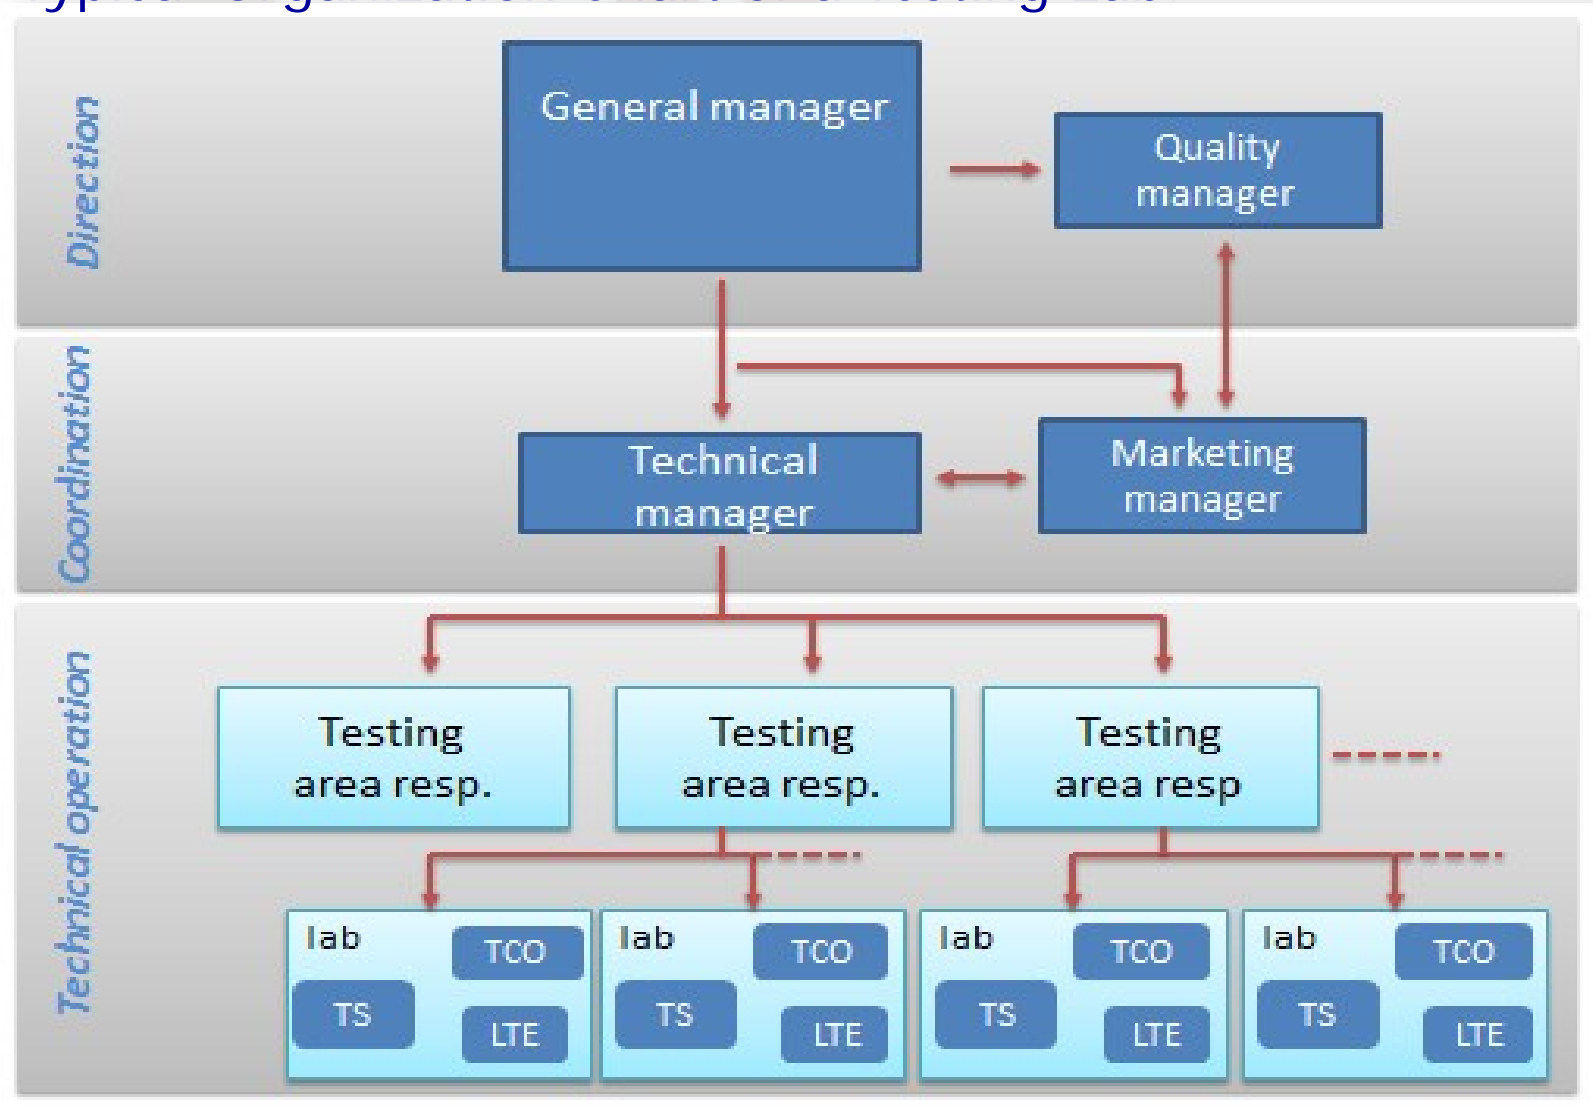 Direction
General manager
Quality
manager
Coordination
Technical
manager
Marketing
manager
Technical operation
Testing
area resp.
Testing
area resp.
Testing
area resp
lab
TCO
TS
LTE
lab
TCO
TS
LTE
lab
TCO
TS
LTE
lab
TCO
TS
LTE